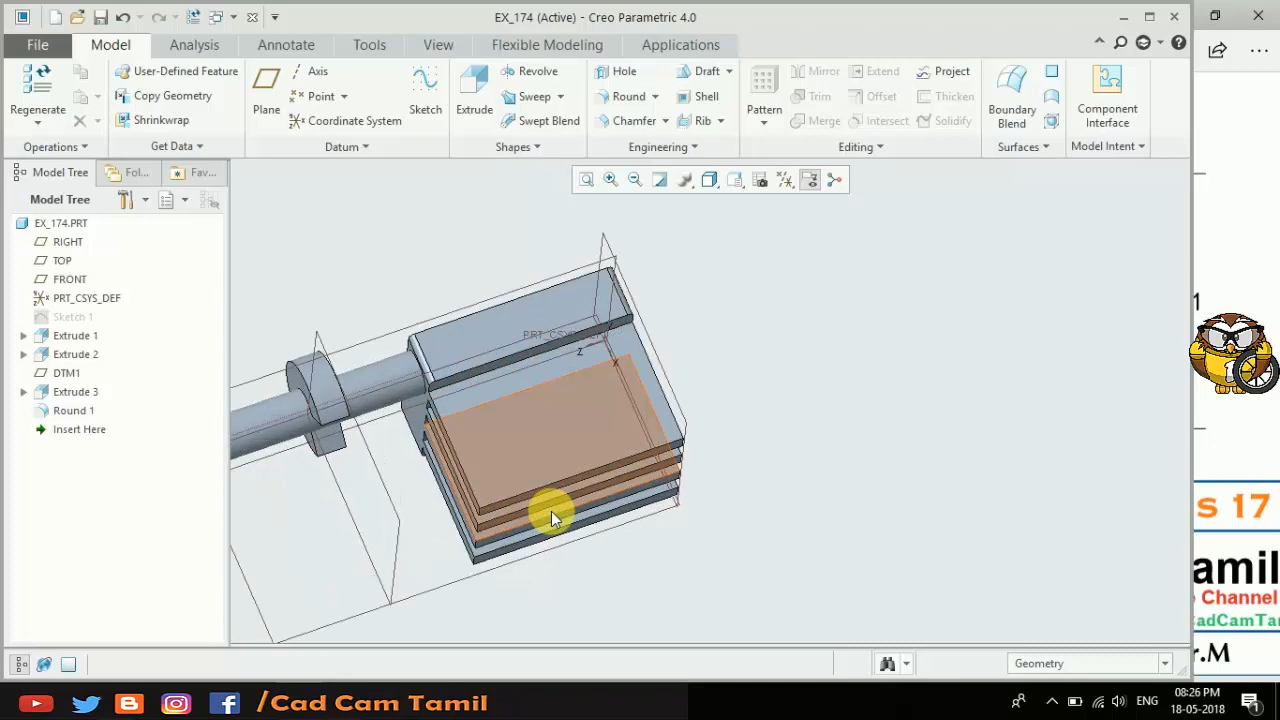 EX_174 (Active) - Creo Parametric 4.0
File Model Analysis Annotate Tools View Flexible Modeling Applications
Regenerate
User-Defined Feature
Copy Geometry
Shrinkwrap
Plane
Axis
Point
Coordinate System
Sketch
Extrude
Revolve
Sweep
Swept Blend
Hole
Round
Chamfer
Draft
Shell
Rib
Pattern
Mirror
Trim
Merge
Extend
Offset
Intersect
Project
Thicken
Solidify
Boundary
Blend
Component
Interface
Operations Get Data Datum Shapes Engineering Editing Surfaces Model Intent
Model Tree Fol... Fav...
Model Tree
EX_174.PRT
RIGHT
TOP
FRONT
PRT_CSYS_DEF
Sketch 1
Extrude 1
Extrude 2
DTM1
Extrude 3
Round 1
Insert Here
Z
X
1
s 17
amil
Channel
CadCamTar
r.M
Geometry
/Cad Cam Tamil
ENG
08:26 PM
18-05-2018
1